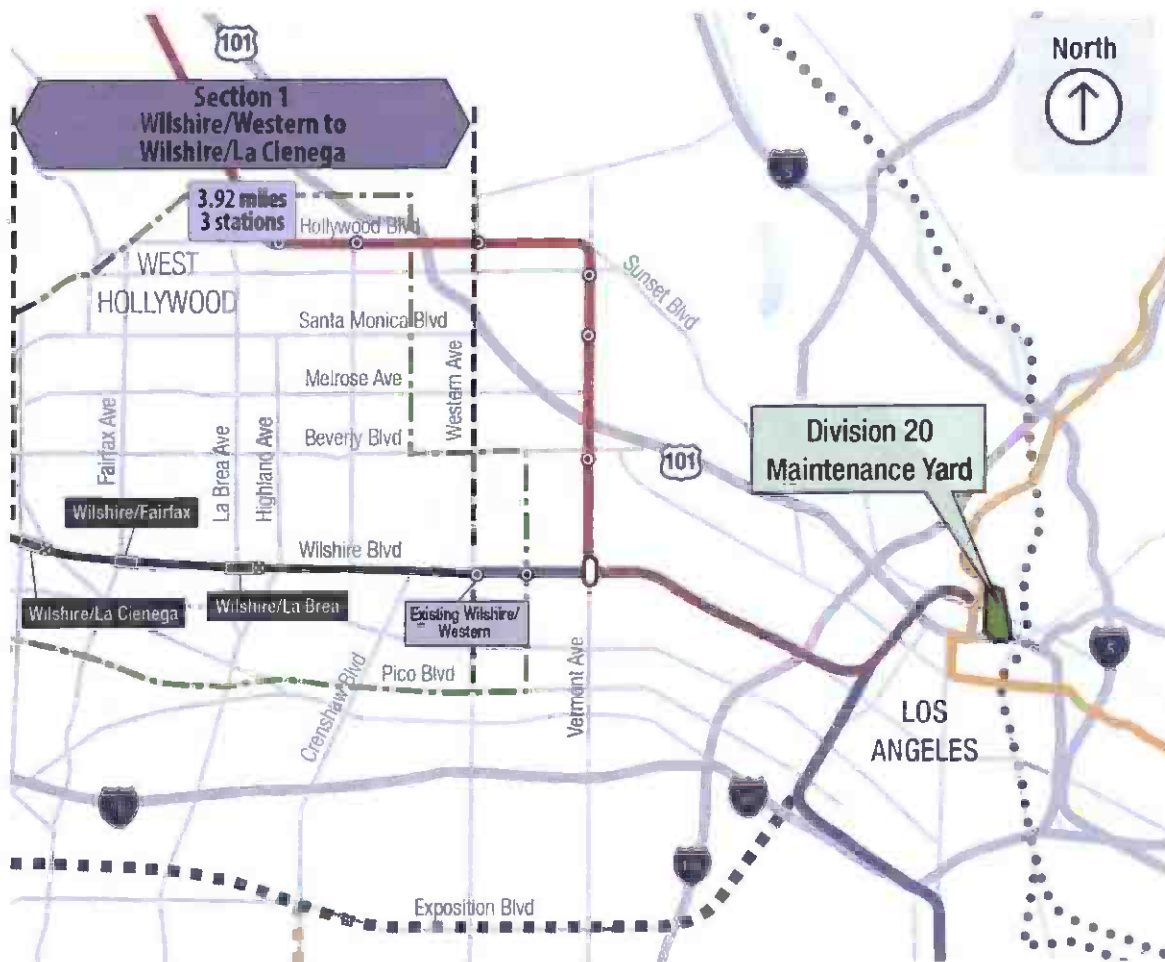 101
North
Section 1
Wilshire/Western to
Wilshire/La Cienega
5
3.92 miles
3 stations
Hollywood Blvd
WEST
HOLLYWOOD
Sunset Blvd
Santa Monica Blvd
Western Ave
Melrose Ave
Fairfax Ave
La Brea Ave
Highland Ave
Beverly Blvd
101
Division 20
Maintenance Yard
Wilshire/Fairfax
Wilshire Blvd
Wilshire/La Cienega
Wilshire/La Brea
Existing Wilshire/
Western
5
Pico Blvd
Crenshaw Blvd
Vermont Ave
LOS
ANGELES
Exposition Blvd